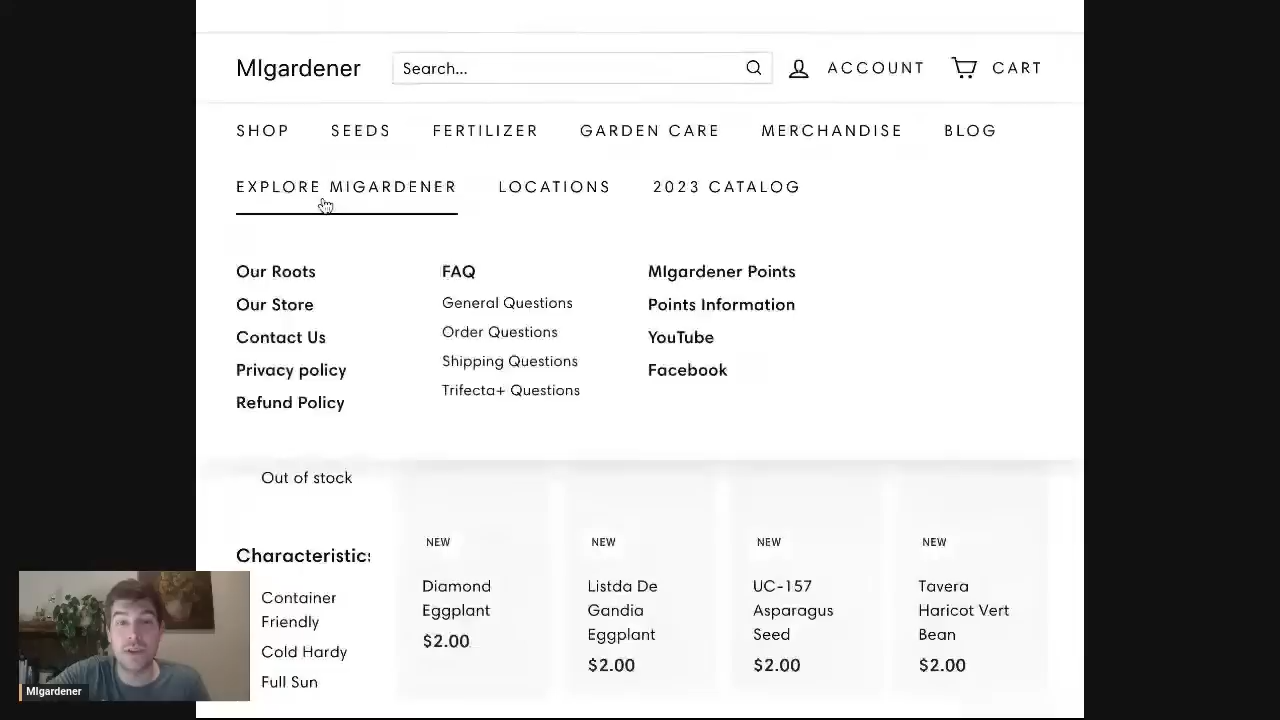 MIgardener
Search...
ACCOUNT
CART
SHOP
SEEDS
FERTILIZER
GARDEN CARE
MERCHANDISE
BLOG
EXPLORE MIGARDENER
LOCATIONS
2023 CATALOG
Our Roots
Our Store
Contact Us
Privacy policy
Refund Policy
FAQ
General Questions
Order Questions
Shipping Questions
Trifecta+ Questions
MIgardener Points
Points Information
YouTube
Facebook
Out of stock
Characteristics
Container
Friendly
Cold Hardy
Full Sun
NEW
Diamond
Eggplant
$2.00
NEW
Listda De
Gandia
Eggplant
$2.00
NEW
UC-157
Asparagus
Seed
$2.00
NEW
Tavera
Haricot Vert
Bean
$2.00
MIgardener